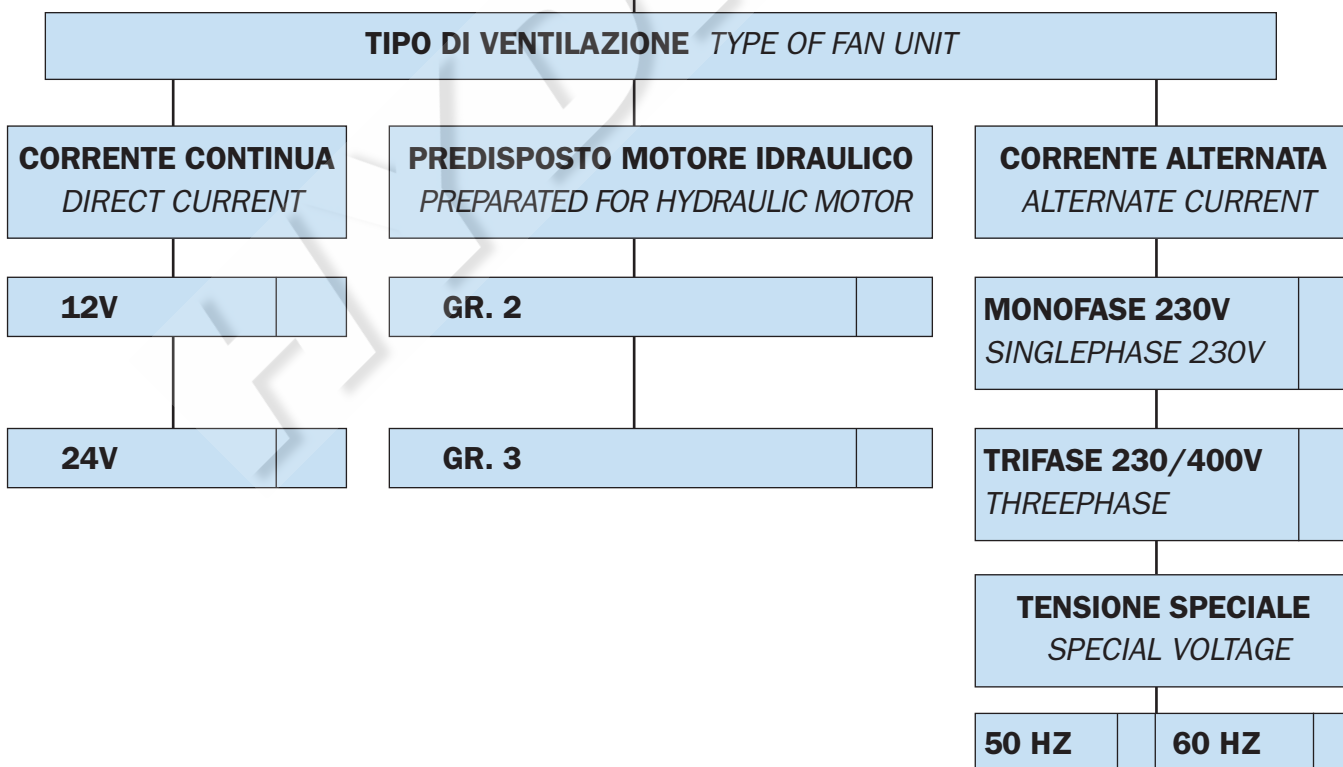 TIPO DI VENTILAZIONE TYPE OF FAN UNIT
CORRENTE CONTINUA
DIRECT CURRENT
12V
24V
PREDISPOSTO MOTORE IDRAULICO
PREPARATED FOR HYDRAULIC MOTOR
GR. 2
GR. 3
CORRENTE ALTERNATA
ALTERNATE CURRENT
MONOFASE 230V
SINGLEPHASE 230V
TRIFASE 230/400V
THREEPHASE
TENSIONE SPECIALE
SPECIAL VOLTAGE
50 HZ 60 HZ